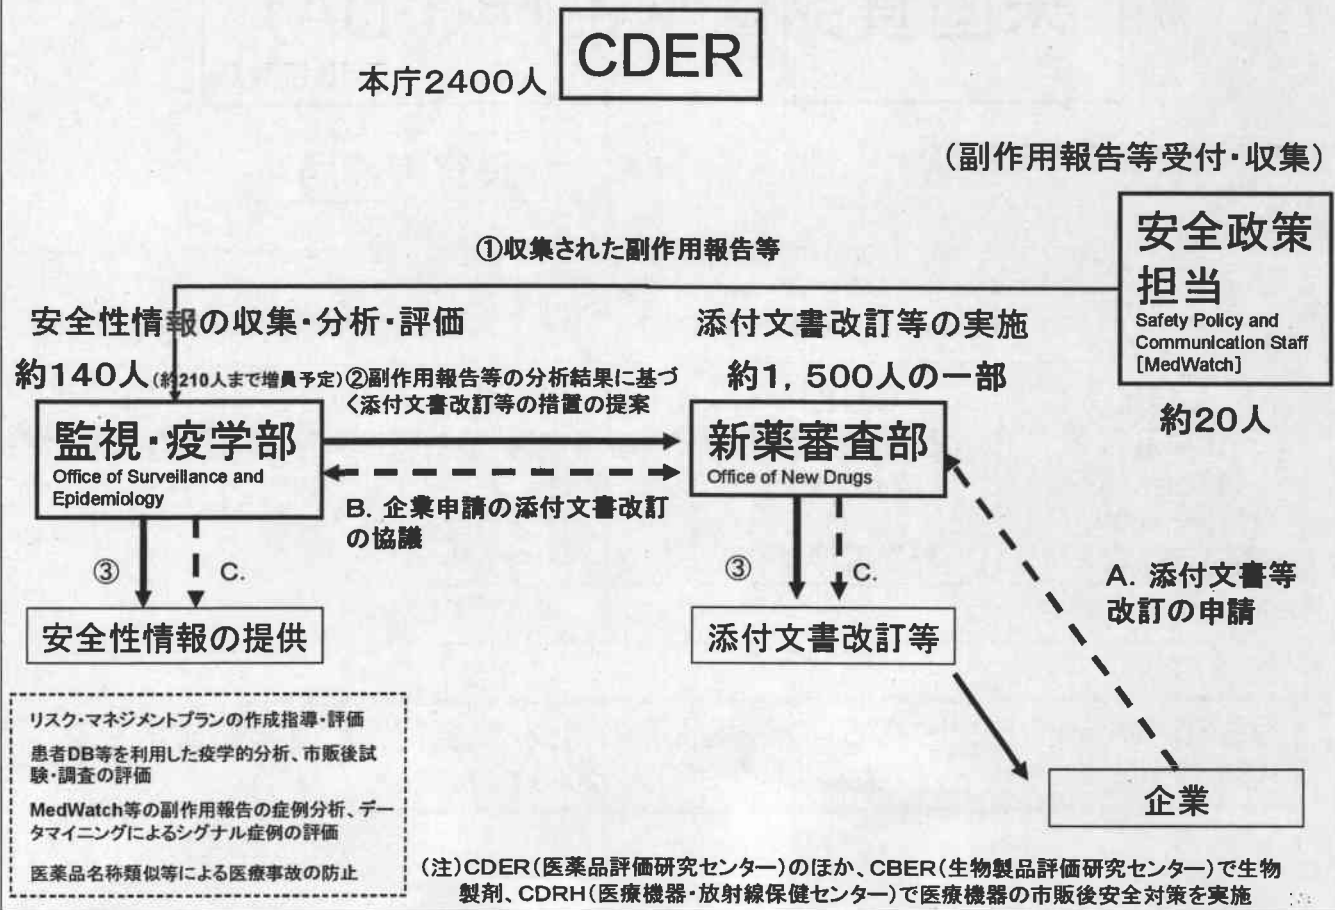 CDER
本庁2400人
(副作用報告等受付・収集)
安全政策
担当
Safety Policy and
Communication Staff
[MedWatch]
約20人
①収集された副作用報告等
安全性情報の収集・分析・評価
約140人(約210人まで増員予定)
②副作用報告等の分析結果に基づ
く添付文書改訂等の措置の提案
添付文書改訂等の実施
約1,500人の一部
監視・疫学部
Office of Surveillance and
Epidemiology
新薬審査部
Office of New Drugs
B. 企業申請の添付文書改訂
の協議
③
C.
③
C.
A. 添付文書等
改訂の申請
安全性情報の提供
添付文書改訂等
企業
リスク・マネジメントプランの作成指導・評価
患者DB等を利用した疫学的分析、市販後試
験・調査の評価
MedWatch等の副作用報告の症例分析、デー
タマイニングによるシグナル症例の評価
医薬品名称類似等による医療事故の防止
(注)CDER(医薬品評価研究センター)のほか、CBER(生物製品評価研究センター)で生物
製剤、CDRH(医療機器・放射線保健センター)で医療機器の市販後安全対策を実施